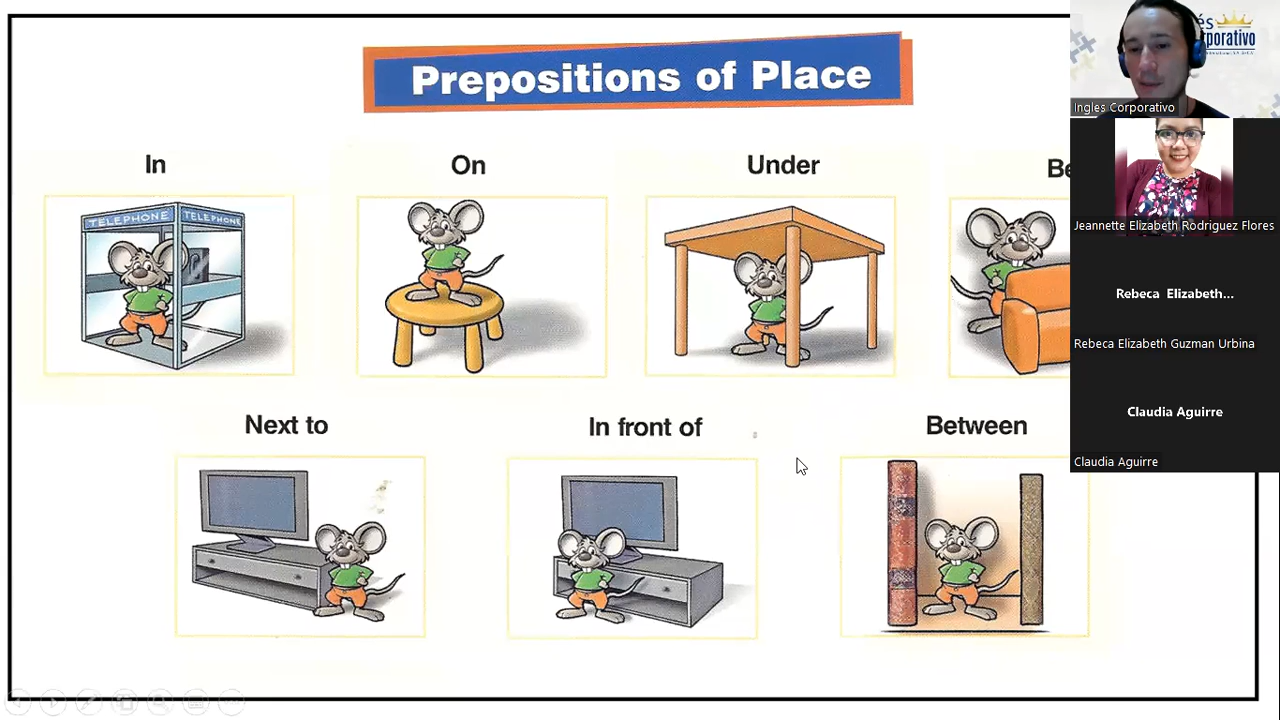 Prepositions of Place
In
On
Under
TELEPHONE
TELEPHONE
Next to
In front of
Between
Ingles Corporativo
Jeannette Elizabeth Rodriguez Flores
Rebeca Elizabeth...
Rebeca Elizabeth Guzman Urbina
Claudia Aguirre
Claudia Aguirre